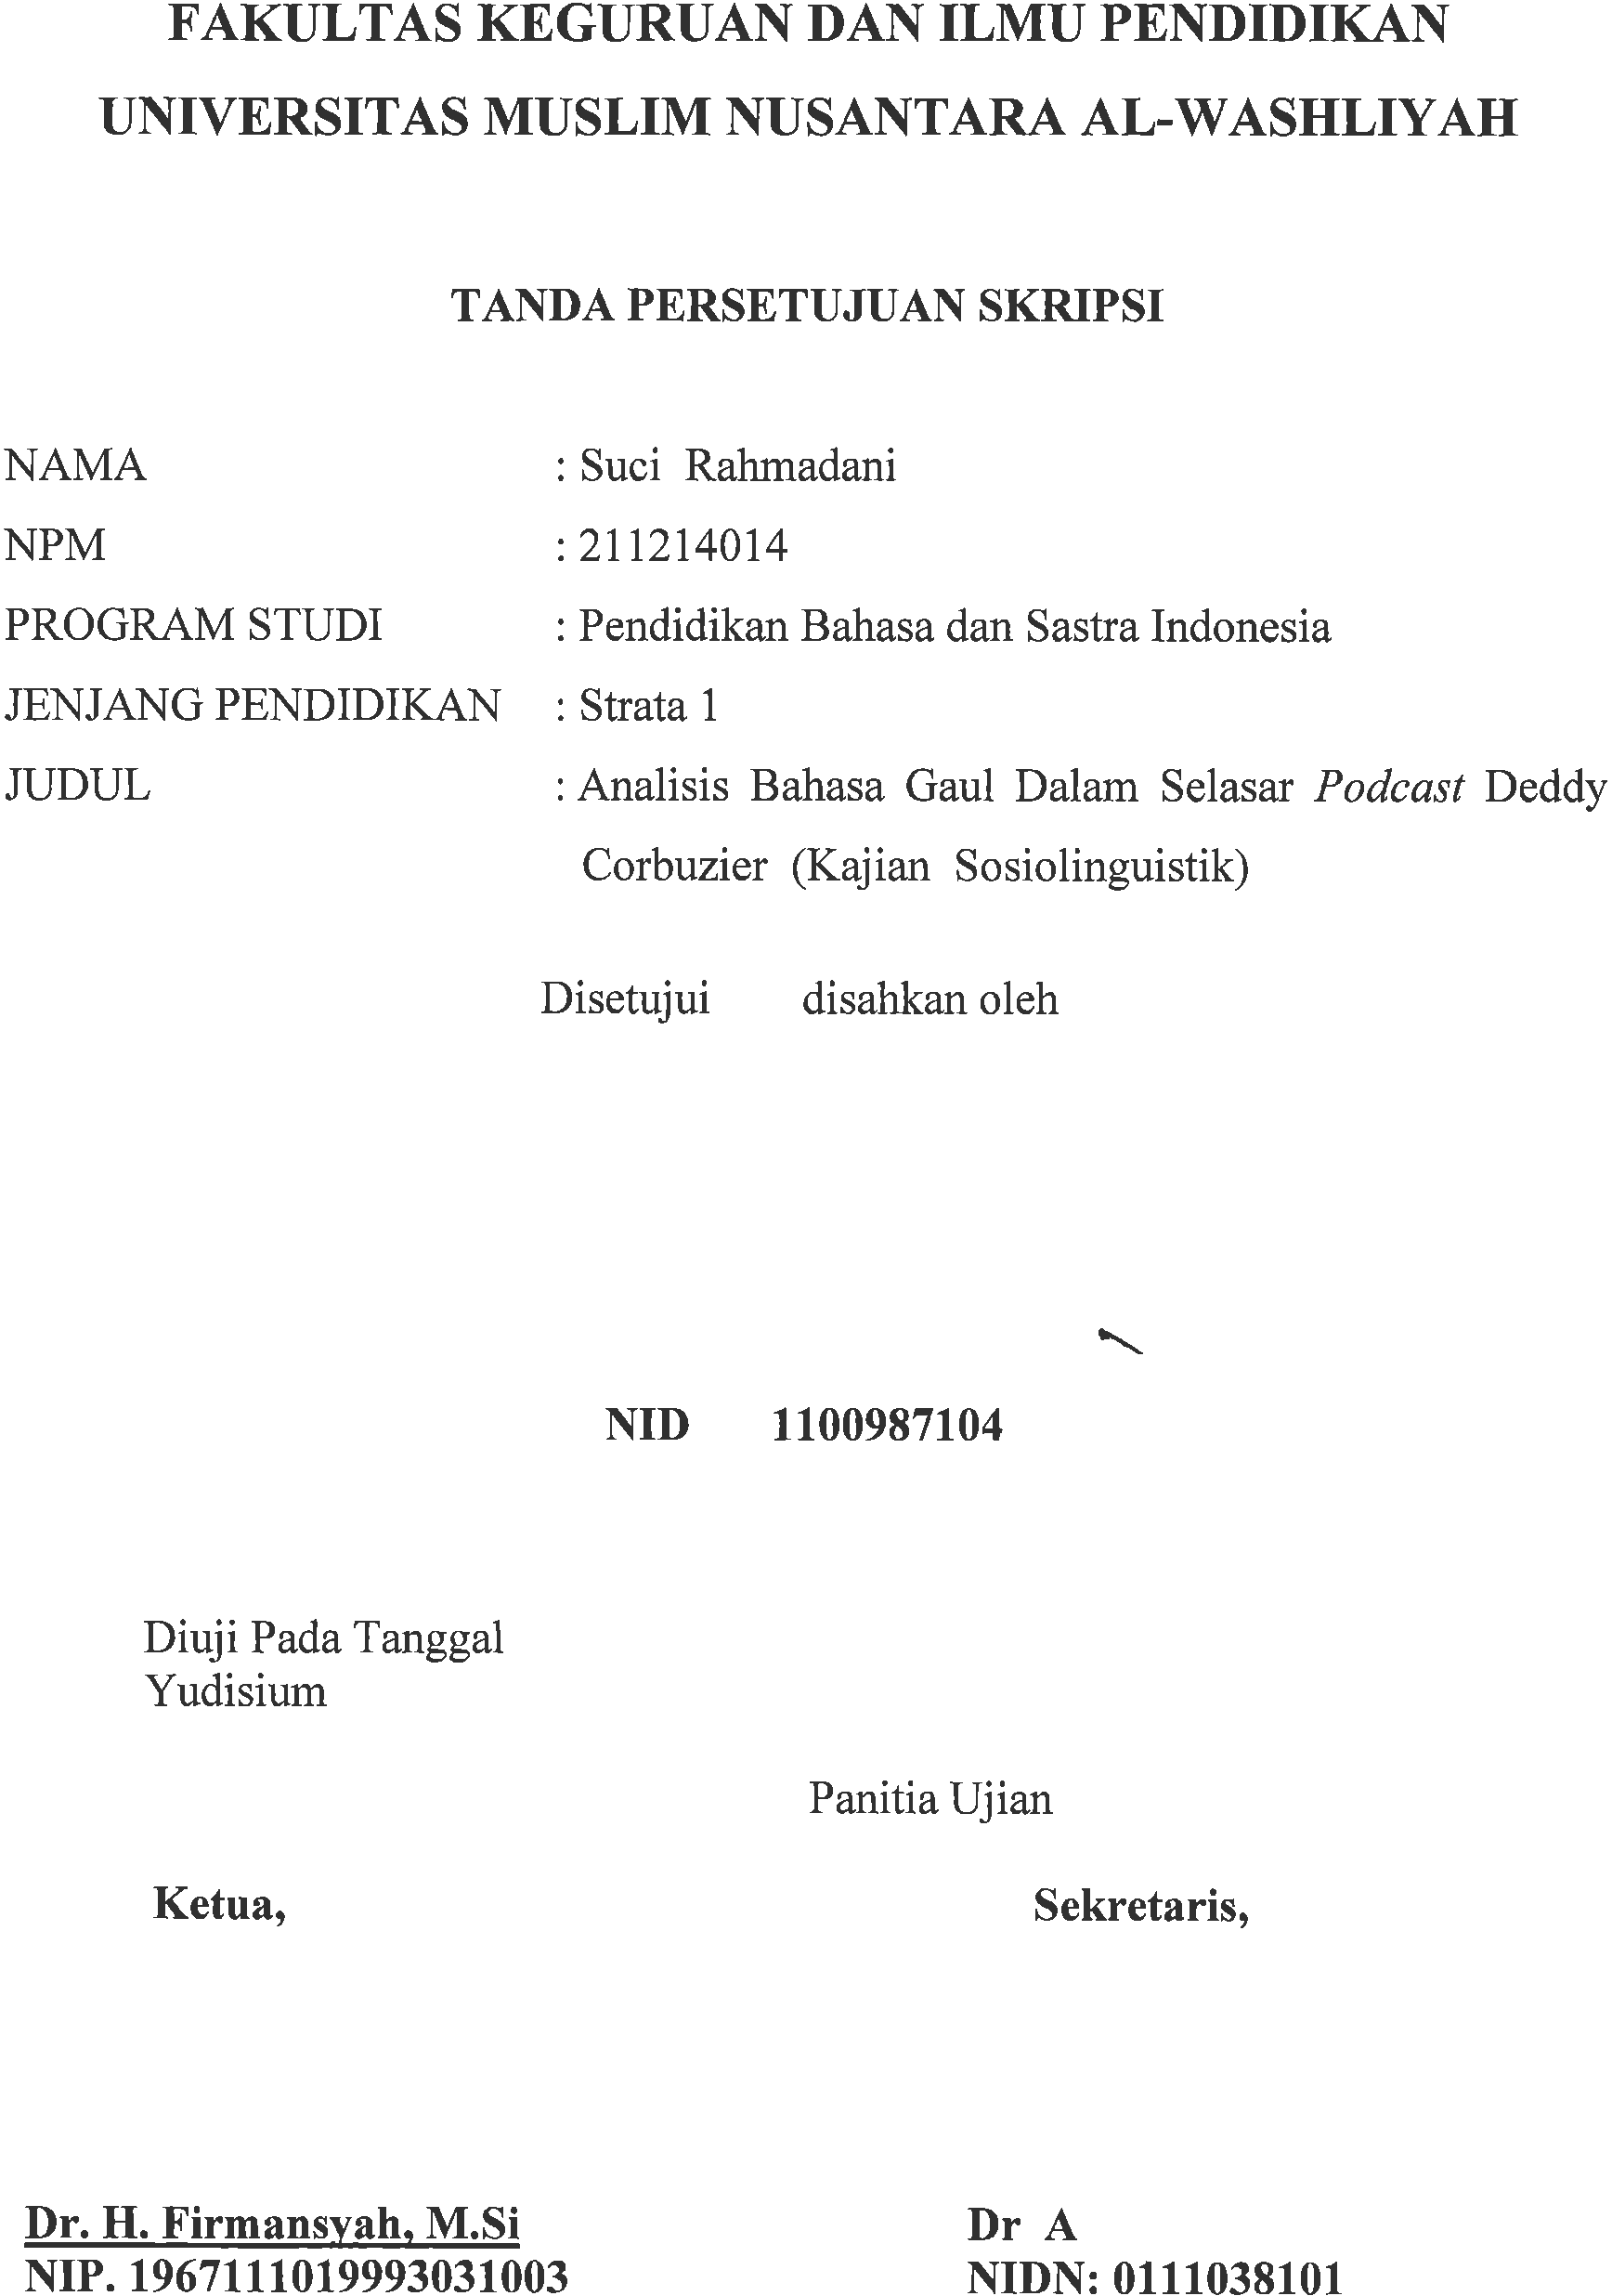 FAKULTAS KEGURUAN DAN ILMU PENDIDIKAN
UNIVERSITAS MUSLIM NUSANTARA AL-WASHLIYAH
TANDA PERSETUJUAN SKRIPSI
NAMA : Suci Rahmadani
NPM : 211214014
PROGRAM STUDI : Pendidikan Bahasa dan Sastra Indonesia
JENJANG PENDIDIKAN : Strata 1
JUDUL : Analisis Bahasa Gaul Dalam Selasar Podcast Deddy
Corbuzier (Kajian Sosiolinguistik)
Disetujui disahkan oleh
NID 1100987104
Diuji Pada Tanggal
Yudisium
Panitia Ujian
Ketua, Sekretaris,
Dr. H. Firmansyah, M.Si Dr A
NIP. 1967111019993031003 NIDN: 0111038101